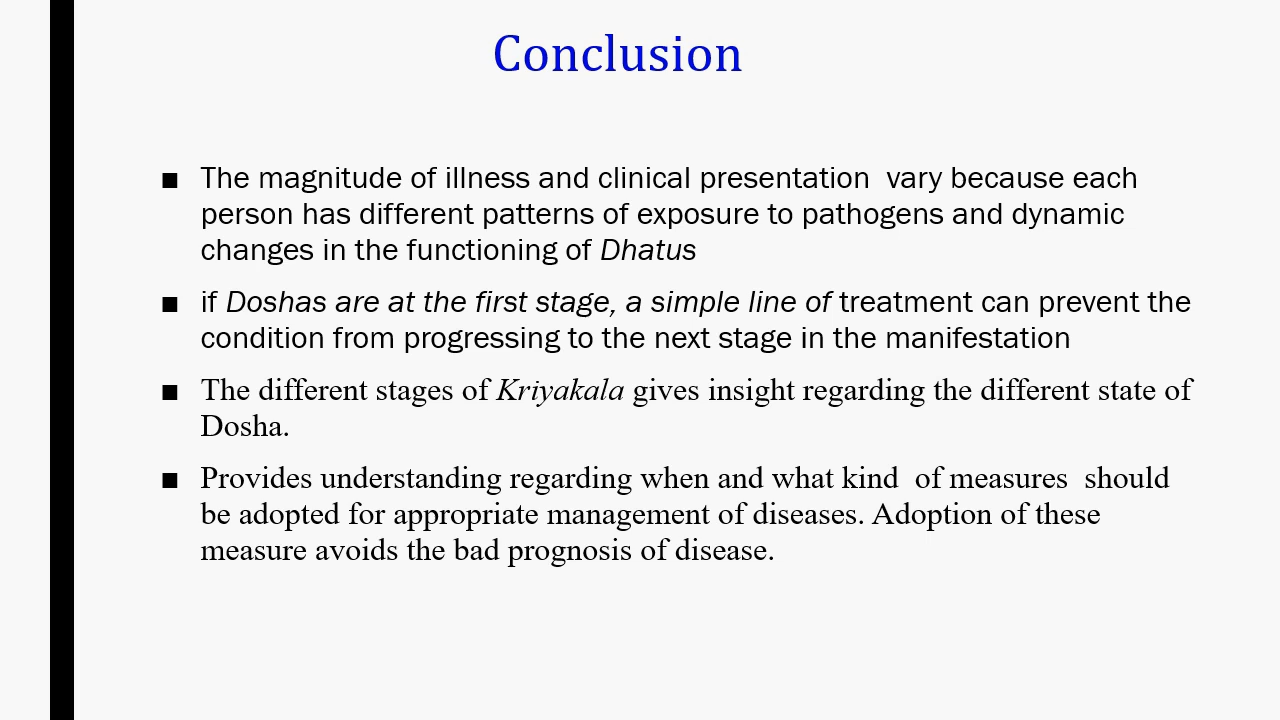 Conclusion
■ The magnitude of illness and clinical presentation  vary because each
person has different patterns of exposure to pathogens and dynamic
changes in the functioning of Dhatus
■ if Doshas are at the first stage, a simple line of treatment can prevent the
condition from progressing to the next stage in the manifestation
■ The different stages of Kriyakala gives insight regarding the different state of
Dosha.
■ Provides understanding regarding when and what kind  of measures  should
be adopted for appropriate management of diseases. Adoption of these
measure avoids the bad prognosis of disease.